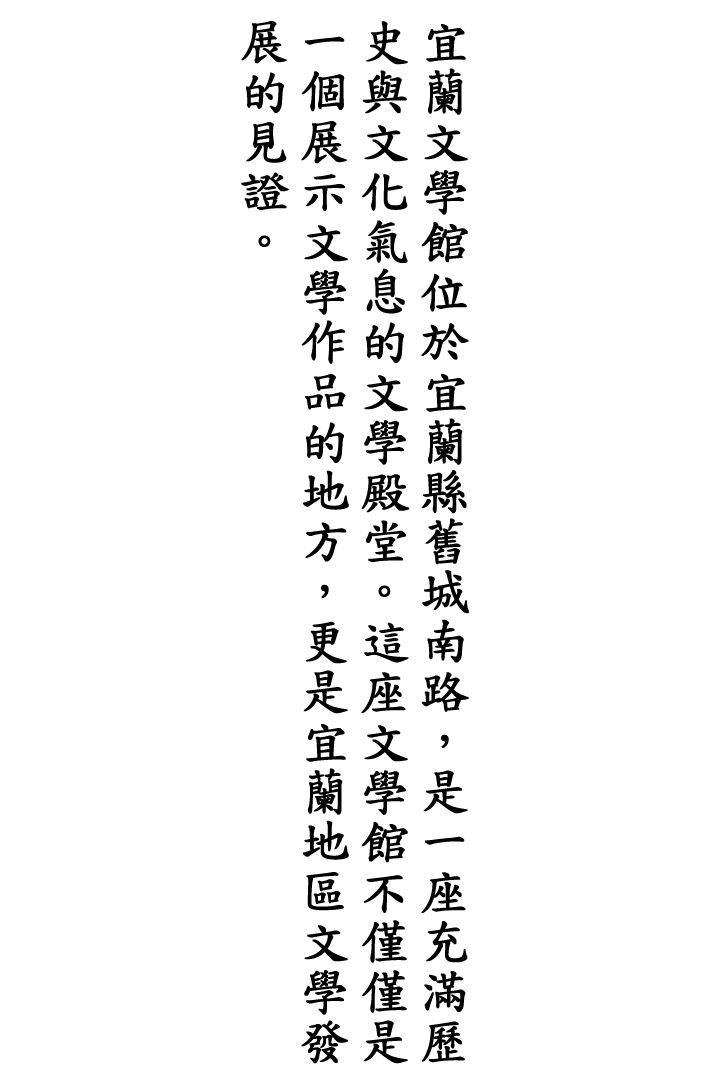 宜蘭文學館位於宜蘭縣舊城南路，是一座充滿歷
史與文化氣息的文學殿堂。這座文學館不僅僅是
一個展示文學作品的地方，更是宜蘭地區文學發
展的見證。